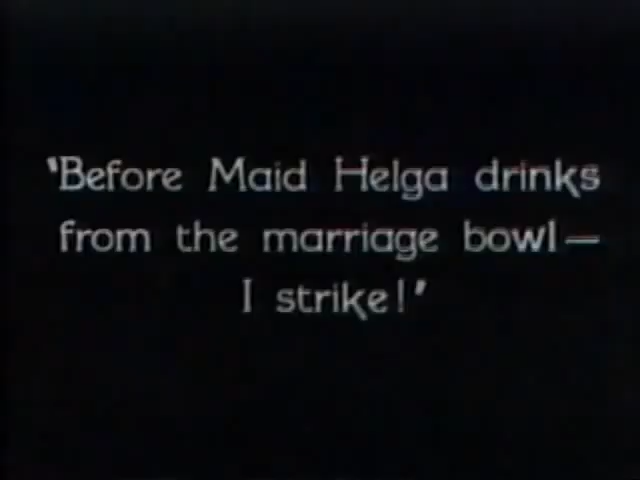 "Before Maid Helga drinks
from the marriage bowl—
I strike!"